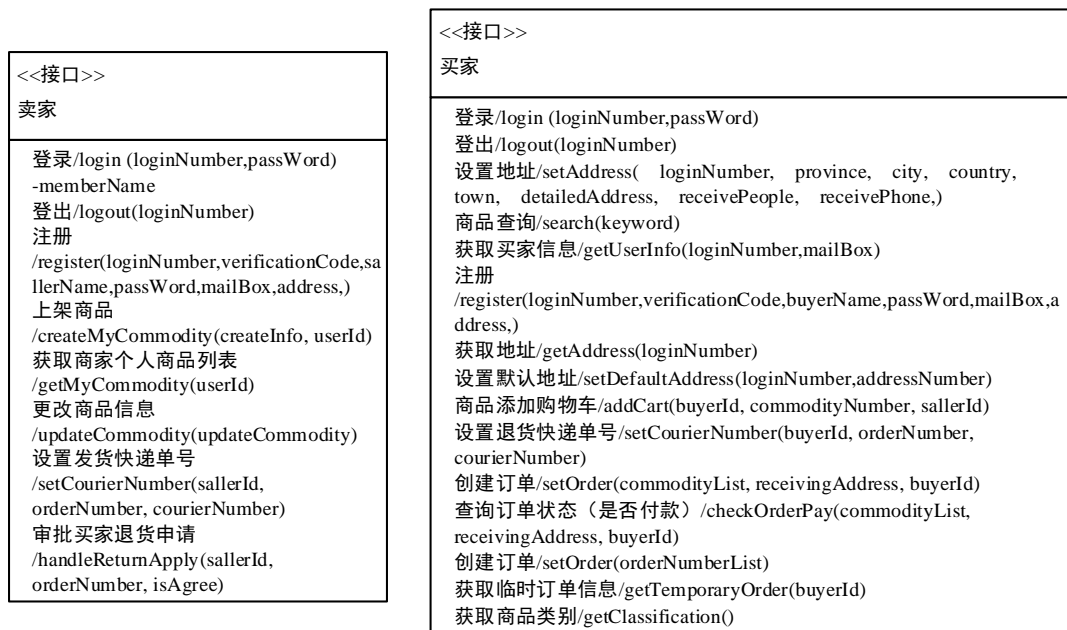 <<接口>>
卖家
登录/login (loginNumber,passWord)
-memberName
登出/logout(loginNumber)
注册
/register(loginNumber,verificationCode,sa
llerName,passWord,mailBox,address,)
上架商品
/createMyCommodity(createInfo, userId)
获取商家个人商品列表
/getMyCommodity(userId)
更改商品信息
/updateCommodity(updateCommodity)
设置发货快递单号
/setCourierNumber(sallerId,
orderNumber, courierNumber)
审批买家退货申请
/handleReturnApply(sallerId,
orderNumber, isAgree)
<<接口>>
买家
登录/login (loginNumber,passWord)
登出/logout(loginNumber)
设置地址/setAddress( loginNumber, province, city, country,
town, detailedAddress, receivePeople, receivePhone,)
商品查询/search(keyword)
获取买家信息/getUserInfo(loginNumber,mailBox)
注册
/register(loginNumber,verificationCode,buyerName,passWord,mailBox,a
ddress,)
获取地址/getAddress(loginNumber)
设置默认地址/setDefaultAddress(loginNumber,addressNumber)
商品添加购物车/addCart(buyerId, commodityNumber, sallerId)
设置退货快递单号/setCourierNumber(buyerId, orderNumber,
courierNumber)
创建订单/setOrder(commodityList, receivingAddress, buyerId)
查询订单状态（是否付款）/checkOrderPay(commodityList,
receivingAddress, buyerId)
创建订单/setOrder(orderNumberList)
获取临时订单信息/getTemporaryOrder(buyerId)
获取商品类别/getClassification()